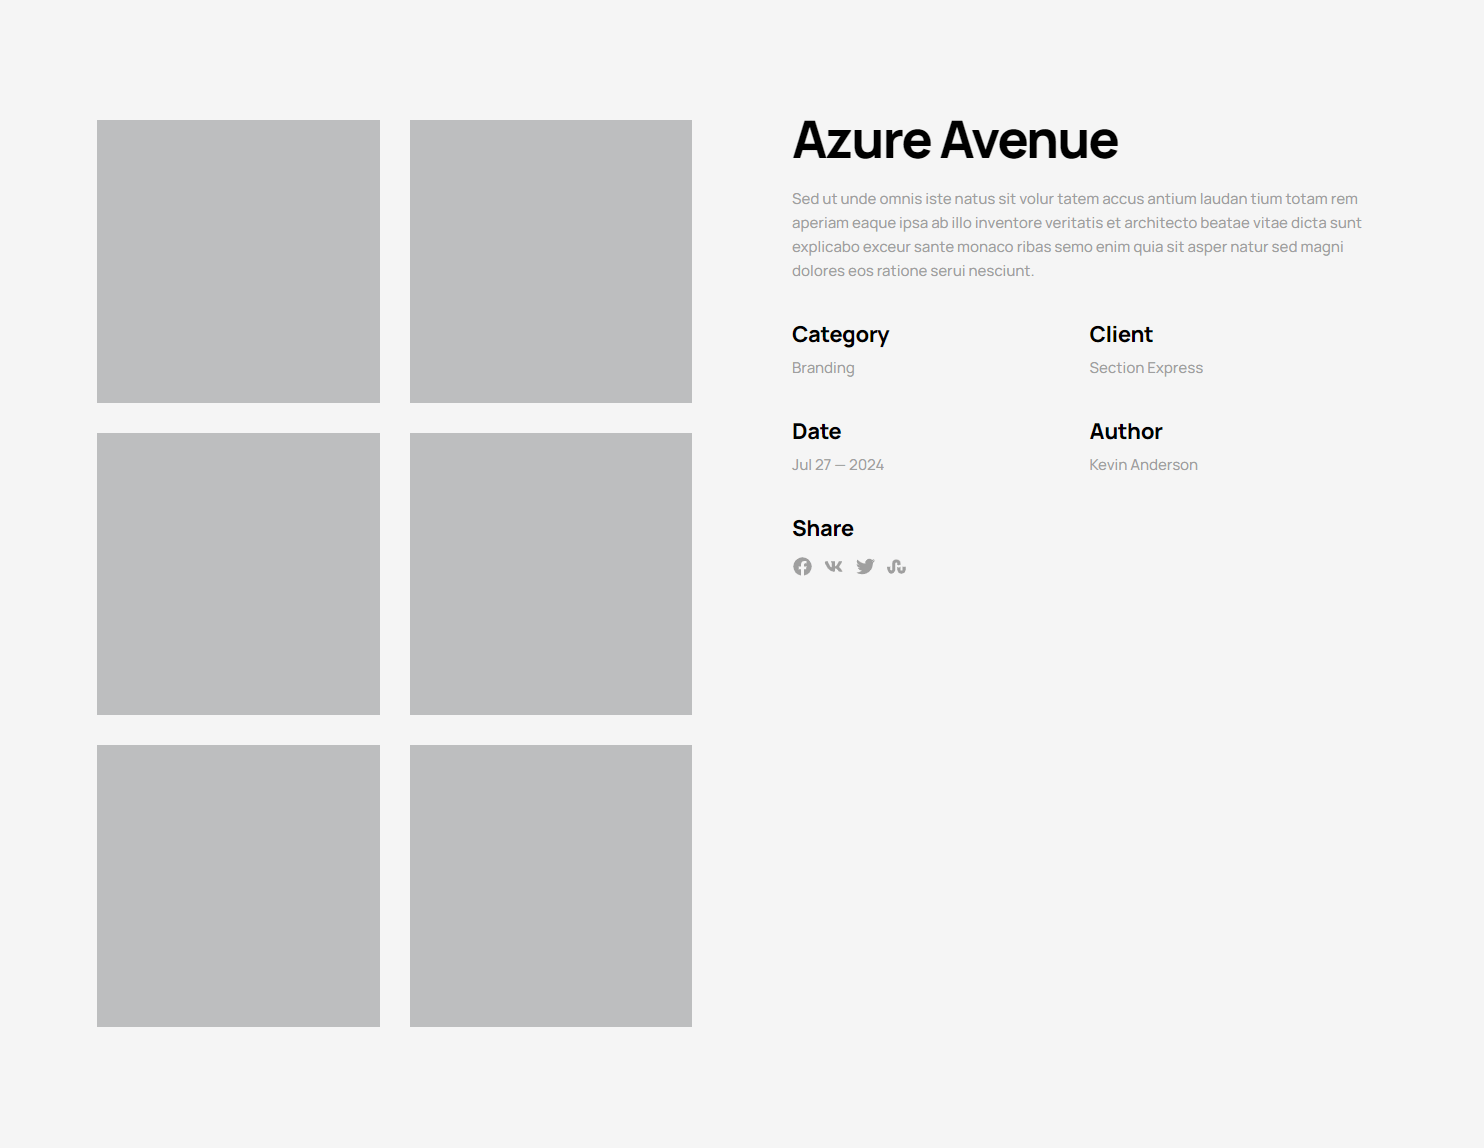 Azure Avenue
Sed ut unde omnis iste natus sit volur tatem accus antium laudan tium totam rem
aperiam eaque ipsa ab illo inventore veritatis et architecto beatae vitae dicta sunt
explicabo exceur sante monaco ribas semo enim quia sit asper natur sed magni
dolores eos ratione serui nesciunt.
Category
Branding
Client
Section Express
Date
Jul 27 — 2024
Author
Kevin Anderson
Share